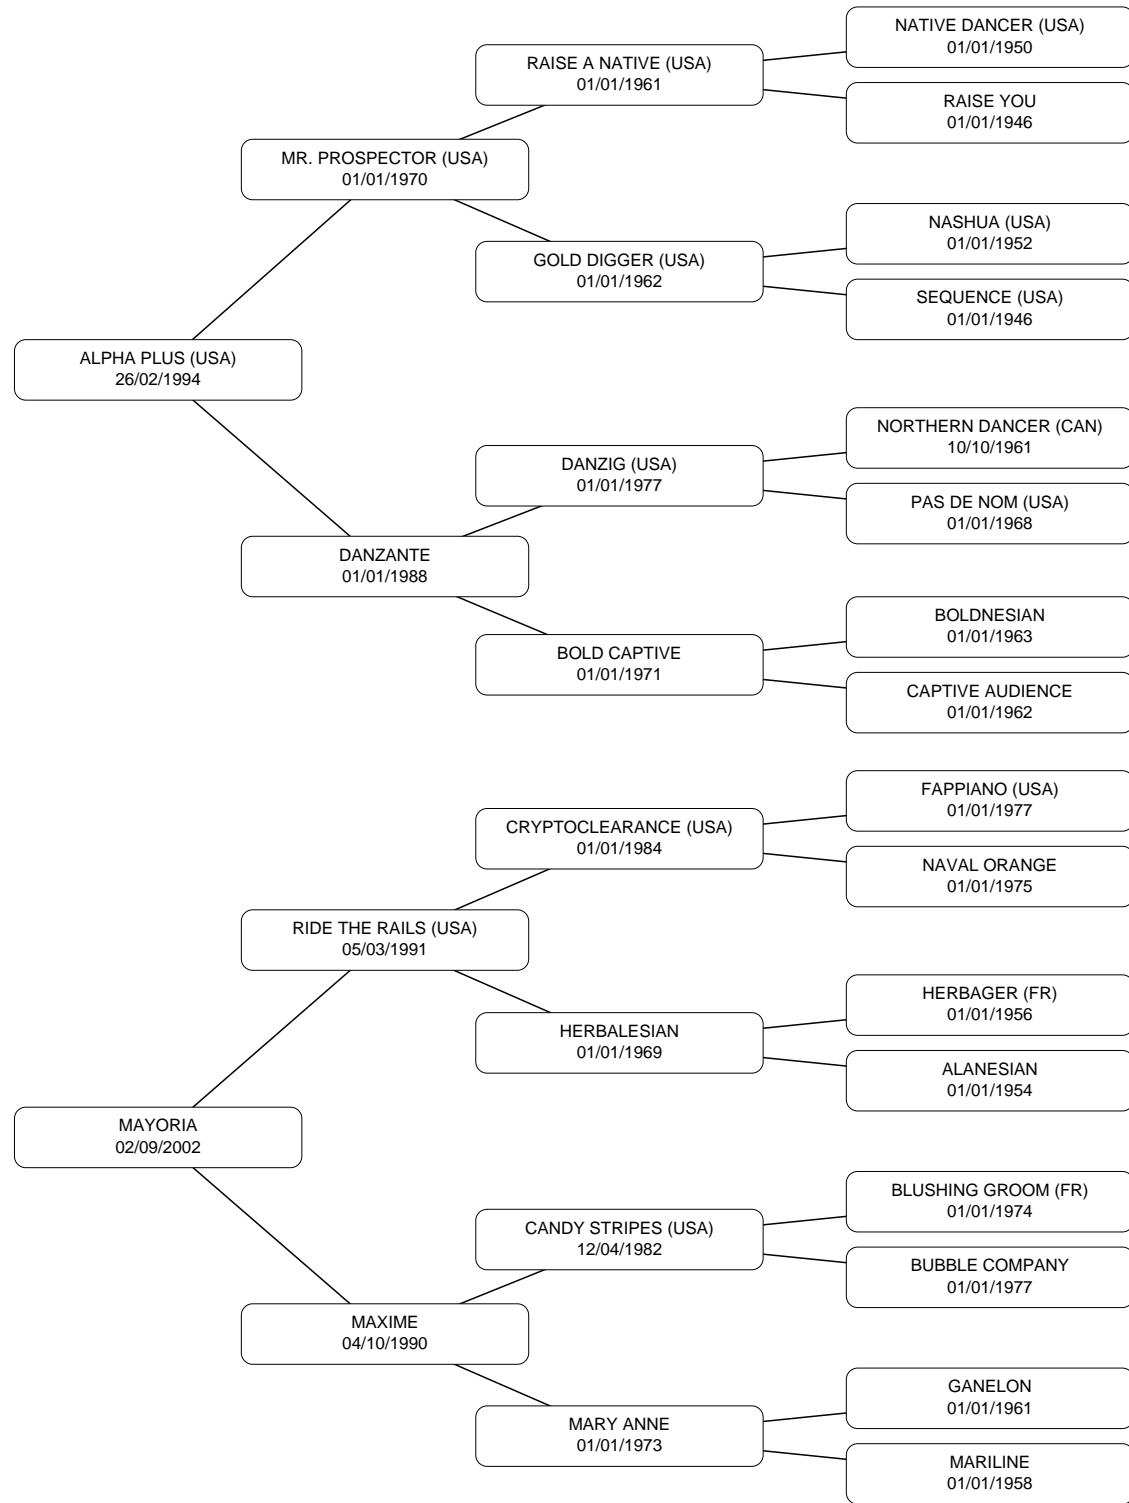 NATIVE DANCER (USA)
01/01/1950
RAISE A NATIVE (USA)
01/01/1961
RAISE YOU
01/01/1946
MR. PROSPECTOR (USA)
01/01/1970
NASHUA (USA)
01/01/1952
GOLD DIGGER (USA)
01/01/1962
SEQUENCE (USA)
01/01/1946
ALPHA PLUS (USA)
26/02/1994
NORTHERN DANCER (CAN)
10/10/1961
DANZIG (USA)
01/01/1977
PAS DE NOM (USA)
01/01/1968
DANZANTE
01/01/1988
BOLDNESIAN
01/01/1963
BOLD CAPTIVE
01/01/1971
CAPTIVE AUDIENCE
01/01/1962
FAPPIANO (USA)
01/01/1977
CRYPTOCLEARANCE (USA)
01/01/1984
NAVAL ORANGE
01/01/1975
RIDE THE RAILS (USA)
05/03/1991
HERBAGER (FR)
01/01/1956
HERBALESIAN
01/01/1969
ALANESIAN
01/01/1954
MAYORIA
02/09/2002
BLUSHING GROOM (FR)
01/01/1974
CANDY STRIPES (USA)
12/04/1982
BUBBLE COMPANY
01/01/1977
MAXIME
04/10/1990
GANELON
01/01/1961
MARY ANNE
01/01/1973
MARILINE
01/01/1958